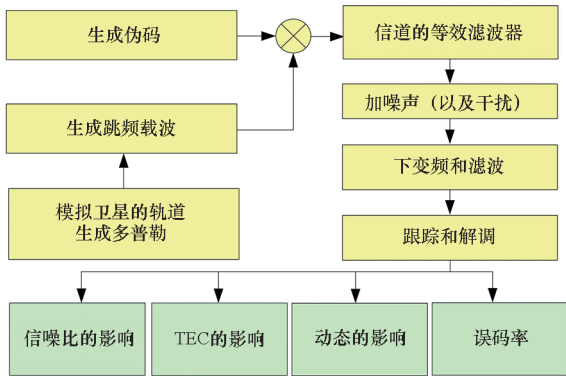 生成伪码
信道的等效滤波器
加噪声（以及干扰）
生成跳频载波
下变频和滤波
模拟卫星的轨道
生成多普勒
跟踪和解调
信噪比的影响
TEC的影响
动态的影响
误码率